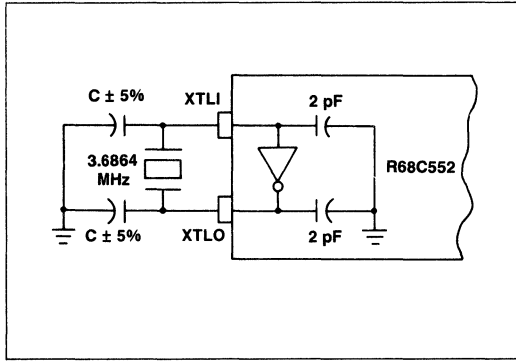 C ± 5%
XTLI
2 pF
3.6864
MHz
R68C552
C ± 5%
XTLO
2 pF